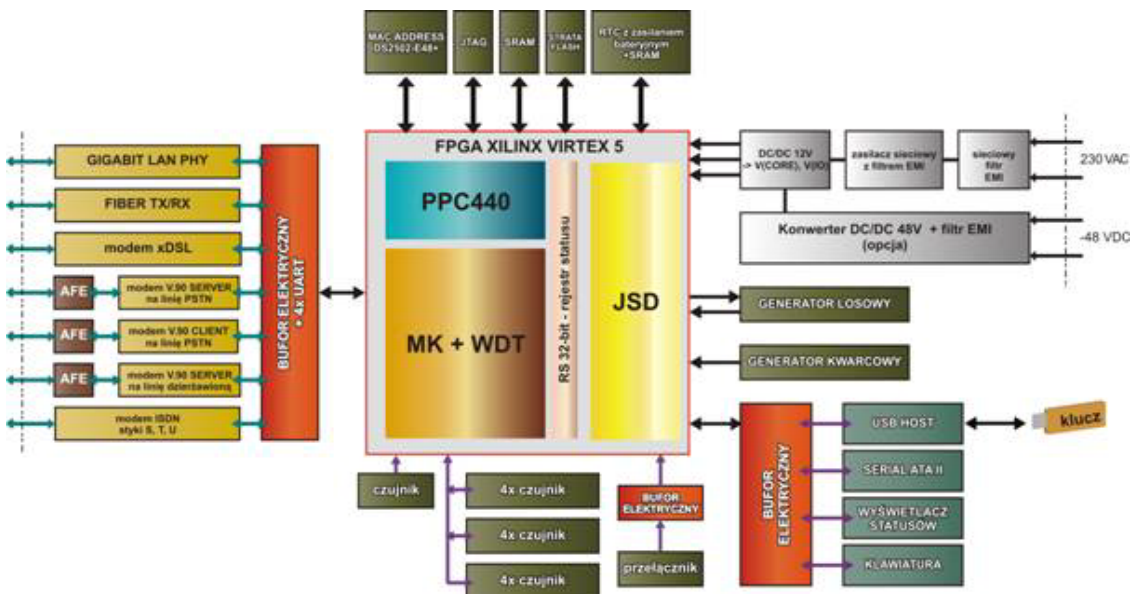 MAC ADDRESS
DS2502-E48+
JTAG
SRAM
STRATA
FLASH
RTC z zasilaniem
bateryjnym
+SRAM
FPGA XILINX VIRTEX 5
PPC440
MK + WDT
RS 32-bit - rejestr statusu
JSD
GIGABIT LAN PHY
FIBER TX/RX
modem xDSL
AFE
modem V.90 SERVER
na linię PSTN
AFE
modem V.90 CLIENT
na linię PSTN
AFE
modem V.90 SERVER
na linię dzierżawioną
modem ISDN
styki S, T, U
BUFOR ELEKTRYCZNY
+ 4x UART
DC/DC 12V
-> V(CORE), V(IO)
zasilacz sieciowy
z filtrem EMI
sieciowy
filtr
EMI
230 VAC
Konwerter DC/DC 48V + filtr EMI
(opcja)
-48 VDC
GENERATOR LOSOWY
GENERATOR KWARCOWY
BUFOR
ELEKTRYCZNY
USB HOST
klucz
SERIAL ATA II
WYŚWIETLACZ
STATUSÓW
KLAWIATURA
czujnik
4x czujnik
4x czujnik
4x czujnik
BUFOR
ELEKTRYCZNY
przełącznik